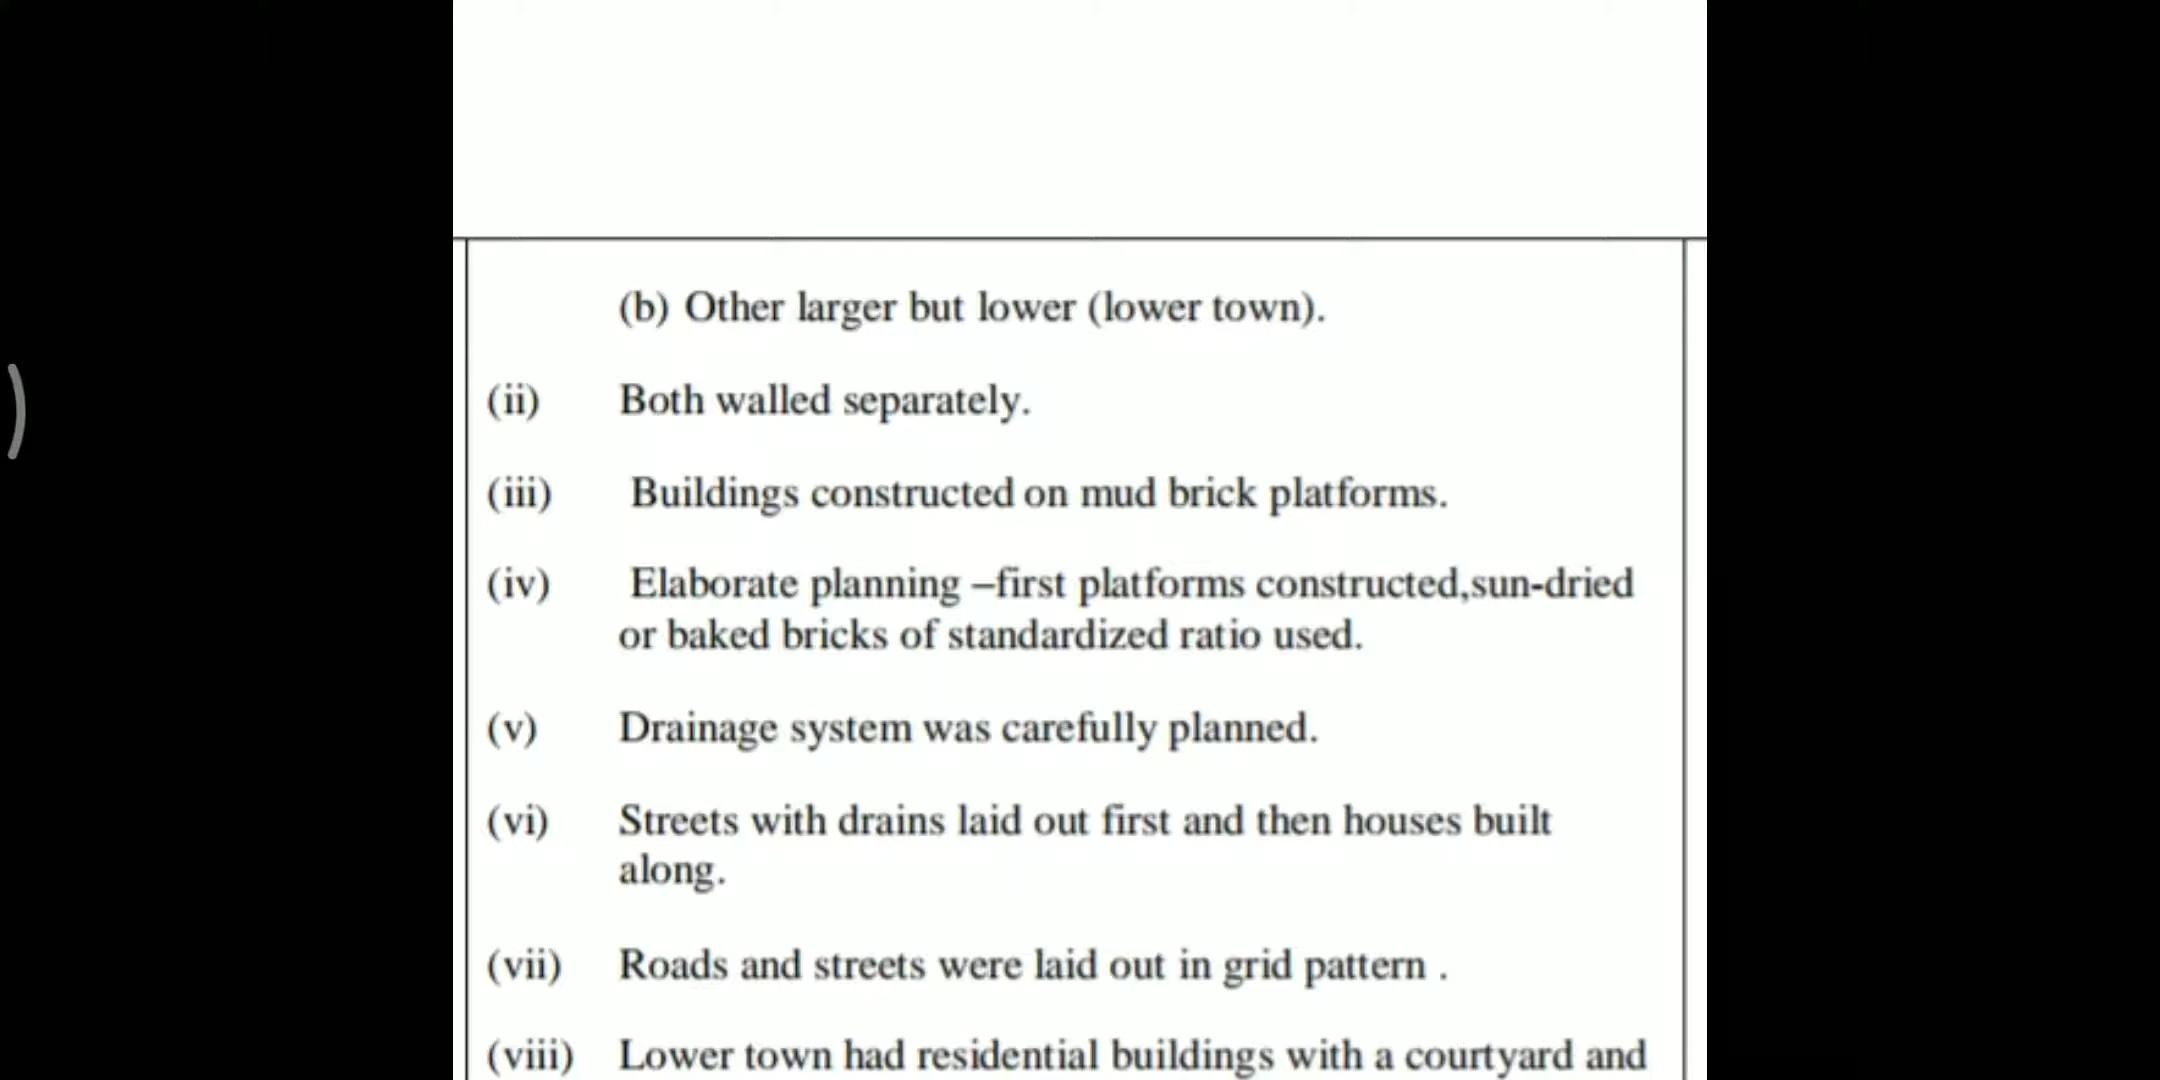 (b) Other larger but lower (lower town).
(ii) Both walled separately.
(iii) Buildings constructed on mud brick platforms.
(iv) Elaborate planning –first platforms constructed,sun-dried
or baked bricks of standardized ratio used.
(v) Drainage system was carefully planned.
(vi) Streets with drains laid out first and then houses built
along.
(vii) Roads and streets were laid out in grid pattern .
(viii) Lower town had residential buildings with a courtyard and